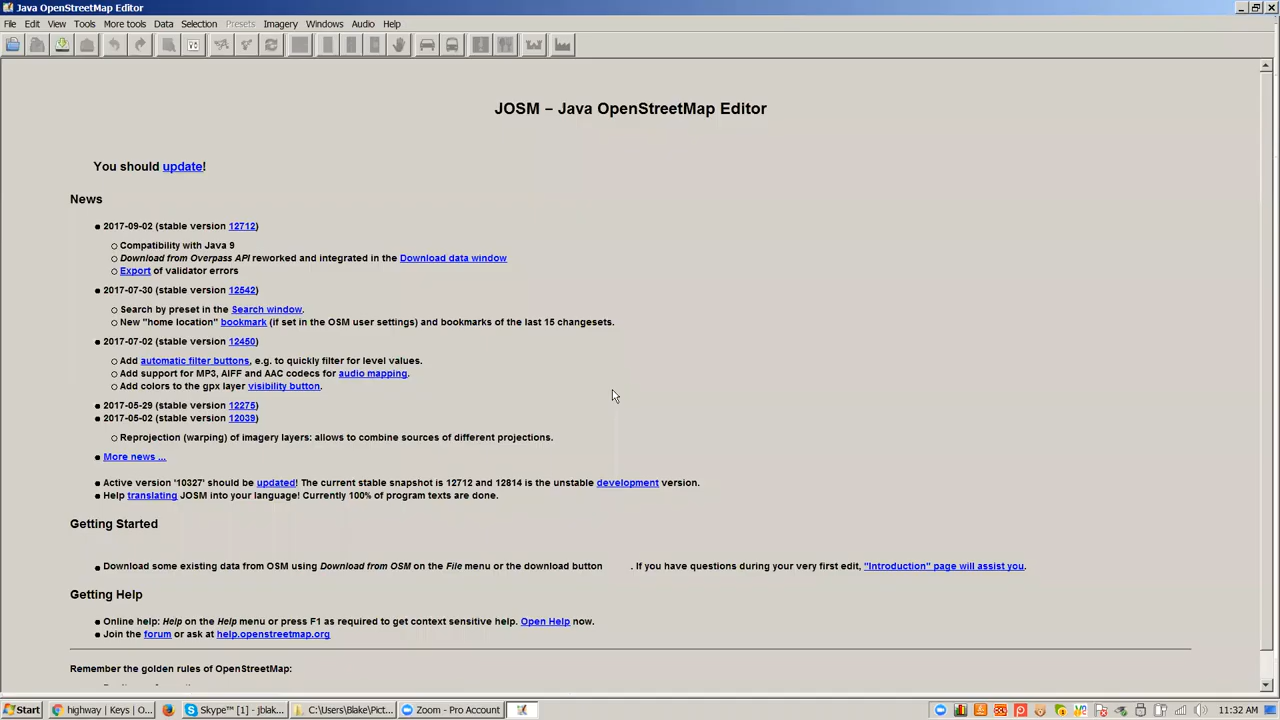 Java OpenStreetMap Editor
File Edit View Tools More tools Data Selection Presets Imagery Windows Audio Help
JOSM – Java OpenStreetMap Editor
You should update!
News
2017-09-02 (stable version 12712)
Compatibility with Java 9
Download from Overpass API reworked and integrated in the Download data window
Export of validator errors
2017-07-30 (stable version 12542)
Search by preset in the Search window.
New "home location" bookmark (if set in the OSM user settings) and bookmarks of the last 15 changesets.
2017-07-02 (stable version 12450)
Add automatic filter buttons, e.g. to quickly filter for level values.
Add support for MP3, AIFF and AAC codecs for audio mapping.
Add colors to the gpx layer visibility button.
2017-05-29 (stable version 12275)
2017-05-02 (stable version 12039)
Reprojection (warping) of imagery layers: allows to combine sources of different projections.
More news ...
Active version '10327' should be updated! The current stable snapshot is 12712 and 12814 is the unstable development version.
Help translating JOSM into your language! Currently 100% of program texts are done.
Getting Started
Download some existing data from OSM using Download from OSM on the File menu or the download button . If you have questions during your very first edit, "Introduction" page will assist you.
Getting Help
Online help: Help on the Help menu or press F1 as required to get context sensitive help. Open Help now.
Join the forum or ask at help.openstreetmap.org
Remember the golden rules of OpenStreetMap:
Start highway | Keys | O... Skype™ [1] - jblak... C:\Users\Blake\Pict... Zoom - Pro Account 11:32 AM